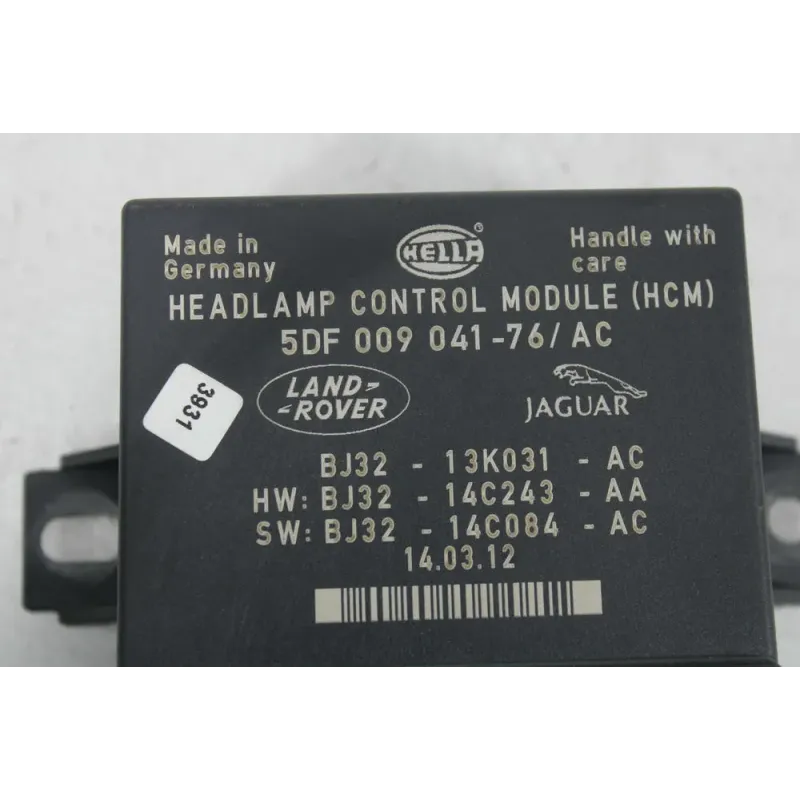 Made in
Germany
HELLA®
Handle with
care
HEADLAMP CONTROL MODULE (HCM)
5DF 009 041-76/ AC
3931
LAND-
-ROVER
JAGUAR
BJ32 - 13K031 - AC
HW: BJ32 - 14C243 - AA
SW: BJ32 - 14C084 - AC
14.03.12